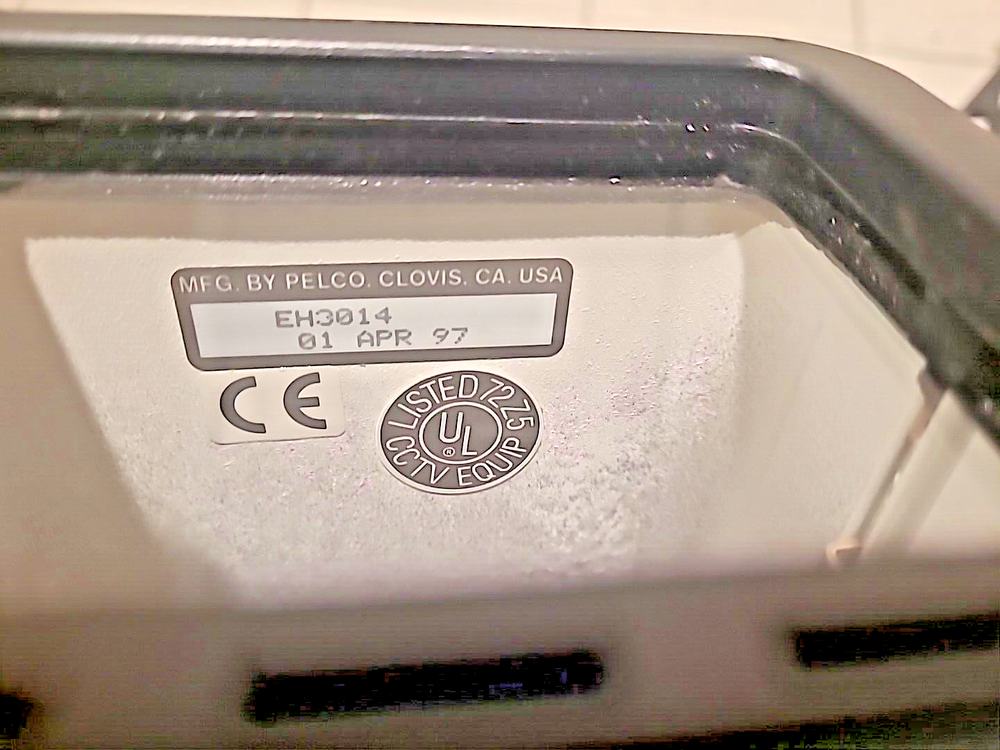 MFG. BY PELCO. CLOVIS, CA. USA
EH3014
01 APR 97
CE
LISTED 72Z5
UL
®
CCTV EQUIP